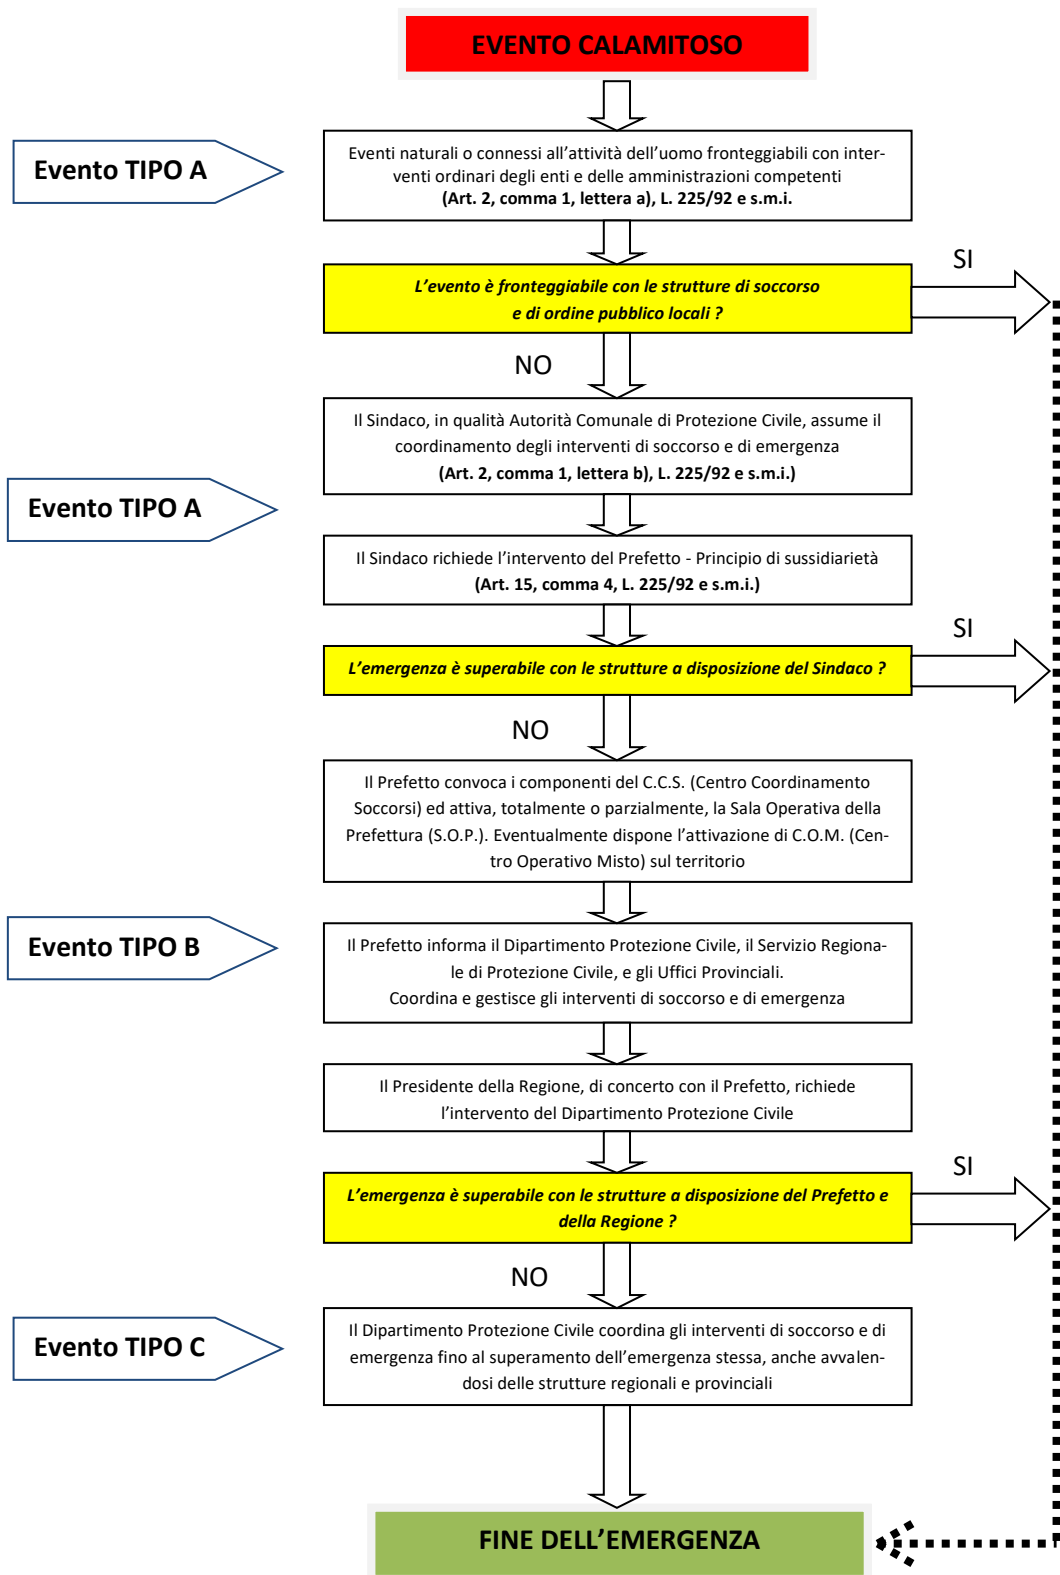 EVENTO CALAMITOSO
Evento TIPO A
Eventi naturali o connessi all’attività dell’uomo fronteggiabili con inter-
venti ordinari degli enti e delle amministrazioni competenti
(Art. 2, comma 1, lettera a), L. 225/92 e s.m.i.
SI
L’evento è fronteggiabile con le strutture di soccorso
e di ordine pubblico locali ?
NO
Il Sindaco, in qualità Autorità Comunale di Protezione Civile, assume il
coordinamento degli interventi di soccorso e di emergenza
(Art. 2, comma 1, lettera b), L. 225/92 e s.m.i.)
Evento TIPO A
Il Sindaco richiede l’intervento del Prefetto - Principio di sussidiarietà
(Art. 15, comma 4, L. 225/92 e s.m.i.)
SI
L’emergenza è superabile con le strutture a disposizione del Sindaco ?
NO
Il Prefetto convoca i componenti del C.C.S. (Centro Coordinamento
Soccorsi) ed attiva, totalmente o parzialmente, la Sala Operativa della
Prefettura (S.O.P.). Eventualmente dispone l’attivazione di C.O.M. (Cen-
tro Operativo Misto) sul territorio
Evento TIPO B
Il Prefetto informa il Dipartimento Protezione Civile, il Servizio Regiona-
le di Protezione Civile, e gli Uffici Provinciali.
Coordina e gestisce gli interventi di soccorso e di emergenza
Il Presidente della Regione, di concerto con il Prefetto, richiede
l’intervento del Dipartimento Protezione Civile
SI
L’emergenza è superabile con le strutture a disposizione del Prefetto e
della Regione ?
NO
Evento TIPO C
Il Dipartimento Protezione Civile coordina gli interventi di soccorso e di
emergenza fino al superamento dell’emergenza stessa, anche avvalen-
dosi delle strutture regionali e provinciali
FINE DELL’EMERGENZA